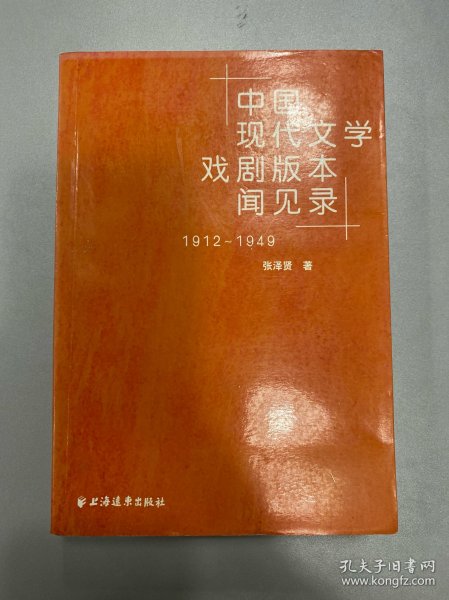 中国
现代文学
戏剧版本
闻见录
1912~1949
张泽贤 著
上海远东出版社
孔夫子旧书网
www.kongfz.com